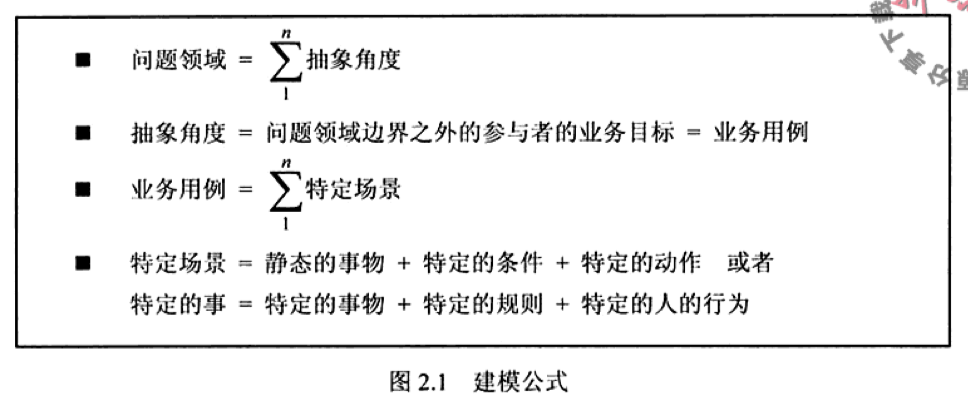 ■ 问题领域 = ∑₁ⁿ 抽象角度
■ 抽象角度 = 问题领域边界之外的参与者的业务目标 = 业务用例
■ 业务用例 = ∑₁ⁿ 特定场景
■ 特定场景 = 静态的事物 + 特定的条件 + 特定的动作 或者
特定的事 = 特定的事物 + 特定的规则 + 特定的人的行为
图 2.1 建模公式